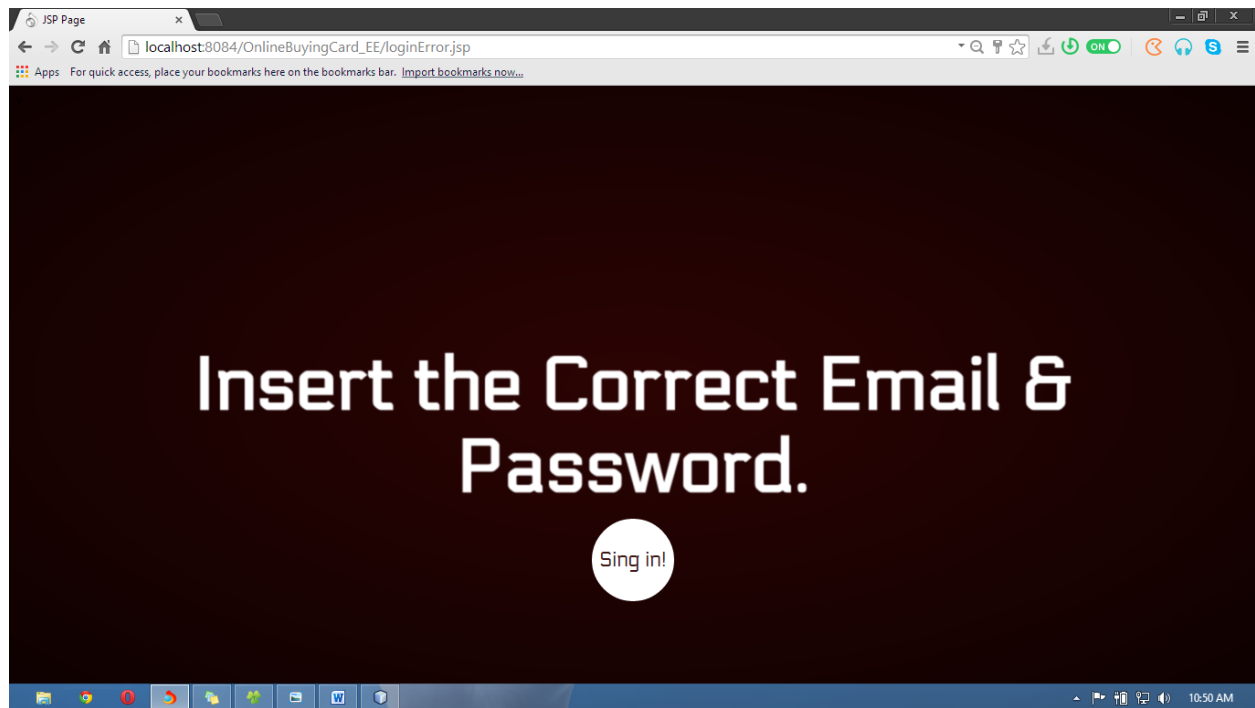 JSP Page
localhost:8084/OnlineBuyingCard_EE/loginError.jsp
ON
Apps For quick access, place your bookmarks here on the bookmarks bar. Import bookmarks now...
Insert the Correct Email &
Password.
Sing in!
10:50 AM